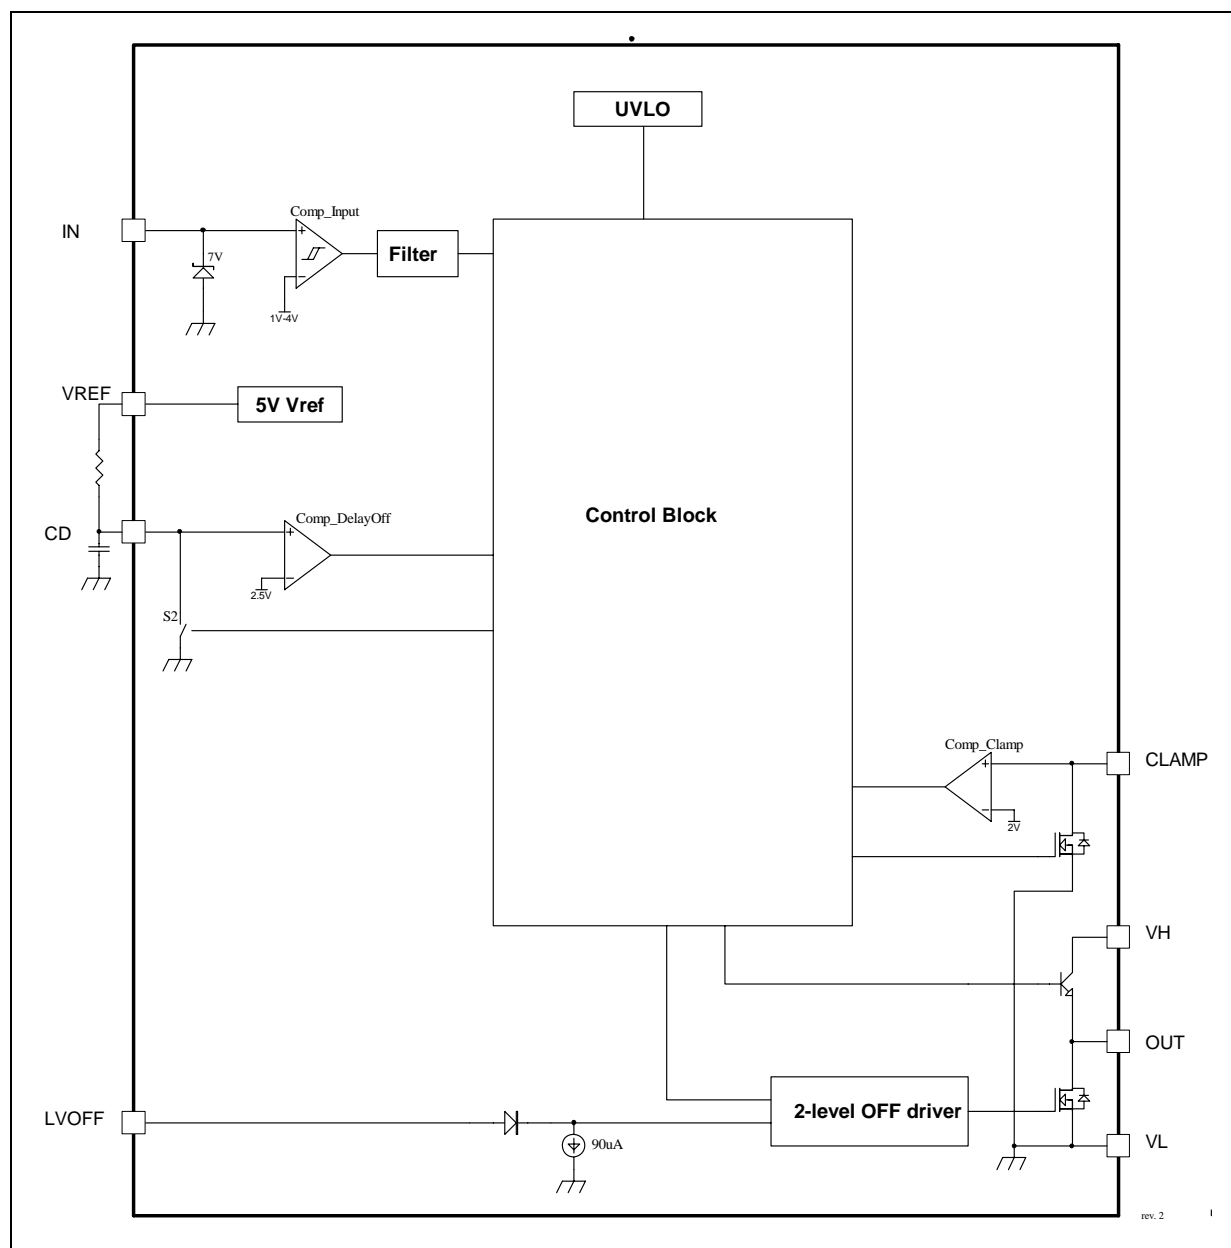 UVLO
Comp_Input
IN
Filter
7V
1V-4V
VREF
5V Vref
Comp_DelayOff
Control Block
CD
2.5V
S2
Comp_Clamp
CLAMP
2V
VH
OUT
LVOFF
2-level OFF driver
90uA
VL
rev. 2